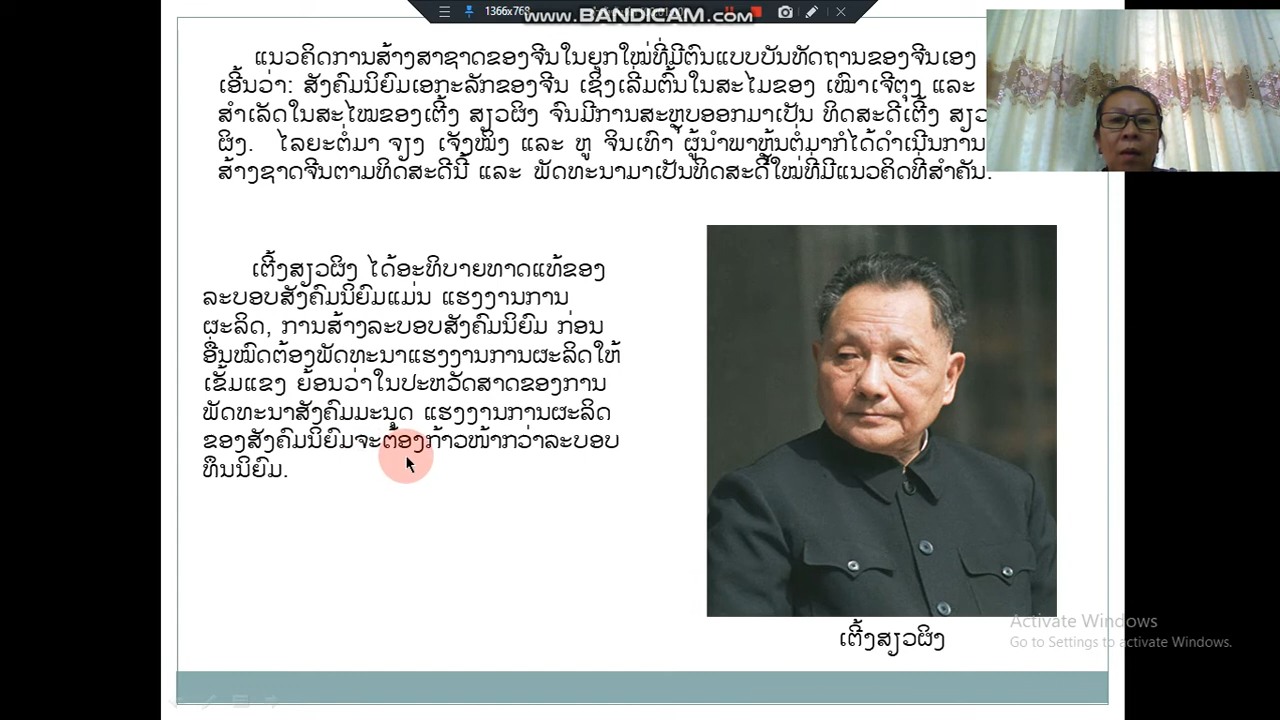 1366x768
www.BANDICAM.com
ແນວຄິດການສ້າງສາຊາດຂອງຈີນໃນຍຸກໃໝ່ທີ່ມີຕົນແບບບັນທັດຖານຂອງຈີນເອງ
ເອີ້ນວ່າ: ສັງຄົມນິຍົມເອກະລັກຂອງຈີນ ເຊິ່ງເລີ່ມຕົ້ນໃນສະໄມຂອງ ເໝົາເຈີຕຸງ ແລະ
ສຳເລັດໃນສະໄໝຂອງເຕີ້ງ ສຽວຜິງ ຈົນມີການສະຫຼຸບອອກມາເປັນ ທິດສະດີເຕີ້ງ ສຽວ
ຜິງ. ໄລຍະຕໍ່ມາ ຈຽງ ເຈັງໝິງ ແລະ ຫູ ຈິນເທົາ ຜູ້ນຳພາຫຼຸ້ນຕໍ່ມາກໍໄດ້ດຳເນີນການ
ສ້າງຊາດຈີນຕາມທິດສະດີນີ້ ແລະ ພັດທະນາມາເປັນທິດສະດີໃໝ່ທີ່ມີແນວຄິດທີ່ສຳຄັນ.
ເຕີ້ງສຽວຜິງ ໄດ້ອະທິບາຍທາດແທ້ຂອງ
ລະບອບສັງຄົມນິຍົມແມ່ນ ແຮງງານການ
ຜະລິດ, ການສ້າງລະບອບສັງຄົມນິຍົມ ກ່ອນ
ອື່ນໝົດຕ້ອງພັດທະນາແຮງງານການຜະລິດໃຫ້
ເຂັ້ມແຂງ ຍ້ອນວ່າໃນປະຫວັດສາດຂອງການ
ພັດທະນາສັງຄົມມະນຸດ ແຮງງານການຜະລິດ
ຂອງສັງຄົມນິຍົມຈະຕ້ອງກ້າວໜ້າກວ່າລະບອບ
ທຶນນິຍົມ.
ເຕີ້ງສຽວຜິງ
Activate Windows
Go to Settings to activate Windows.